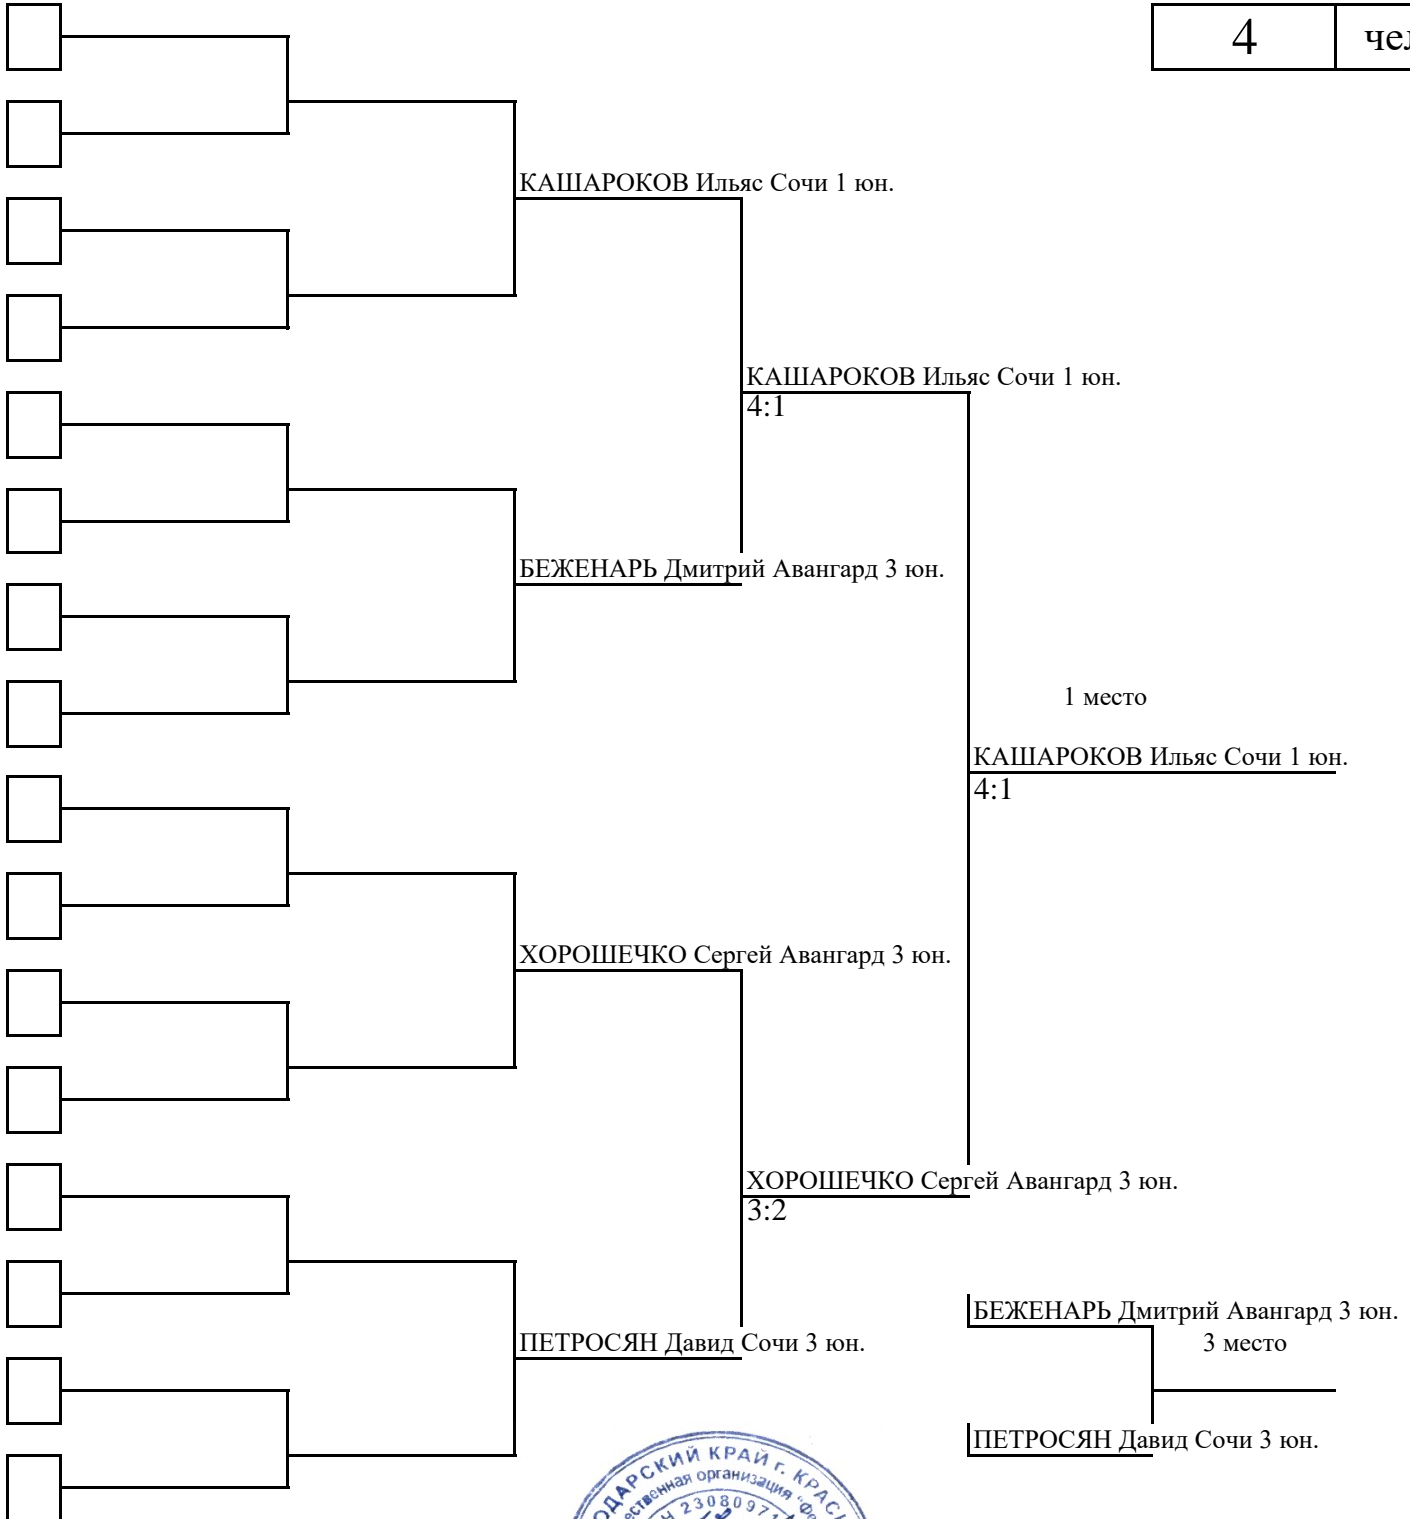 4
КАШАРОКОВ Ильяс Сочи 1 юн.
КАШАРОКОВ Ильяс Сочи 1 юн.
4:1
БЕЖЕНАРЬ Дмитрий Авангард 3 юн.
1 место
КАШАРОКОВ Ильяс Сочи 1 юн.
4:1
ХОРОШЕЧКО Сергей Авангард 3 юн.
ХОРОШЕЧКО Сергей Авангард 3 юн.
3:2
БЕЖЕНАРЬ Дмитрий Авангард 3 юн.
ПЕТРОСЯН Давид Сочи 3 юн.
3 место
ПЕТРОСЯН Давид Сочи 3 юн.
КРАЙ г.
организация